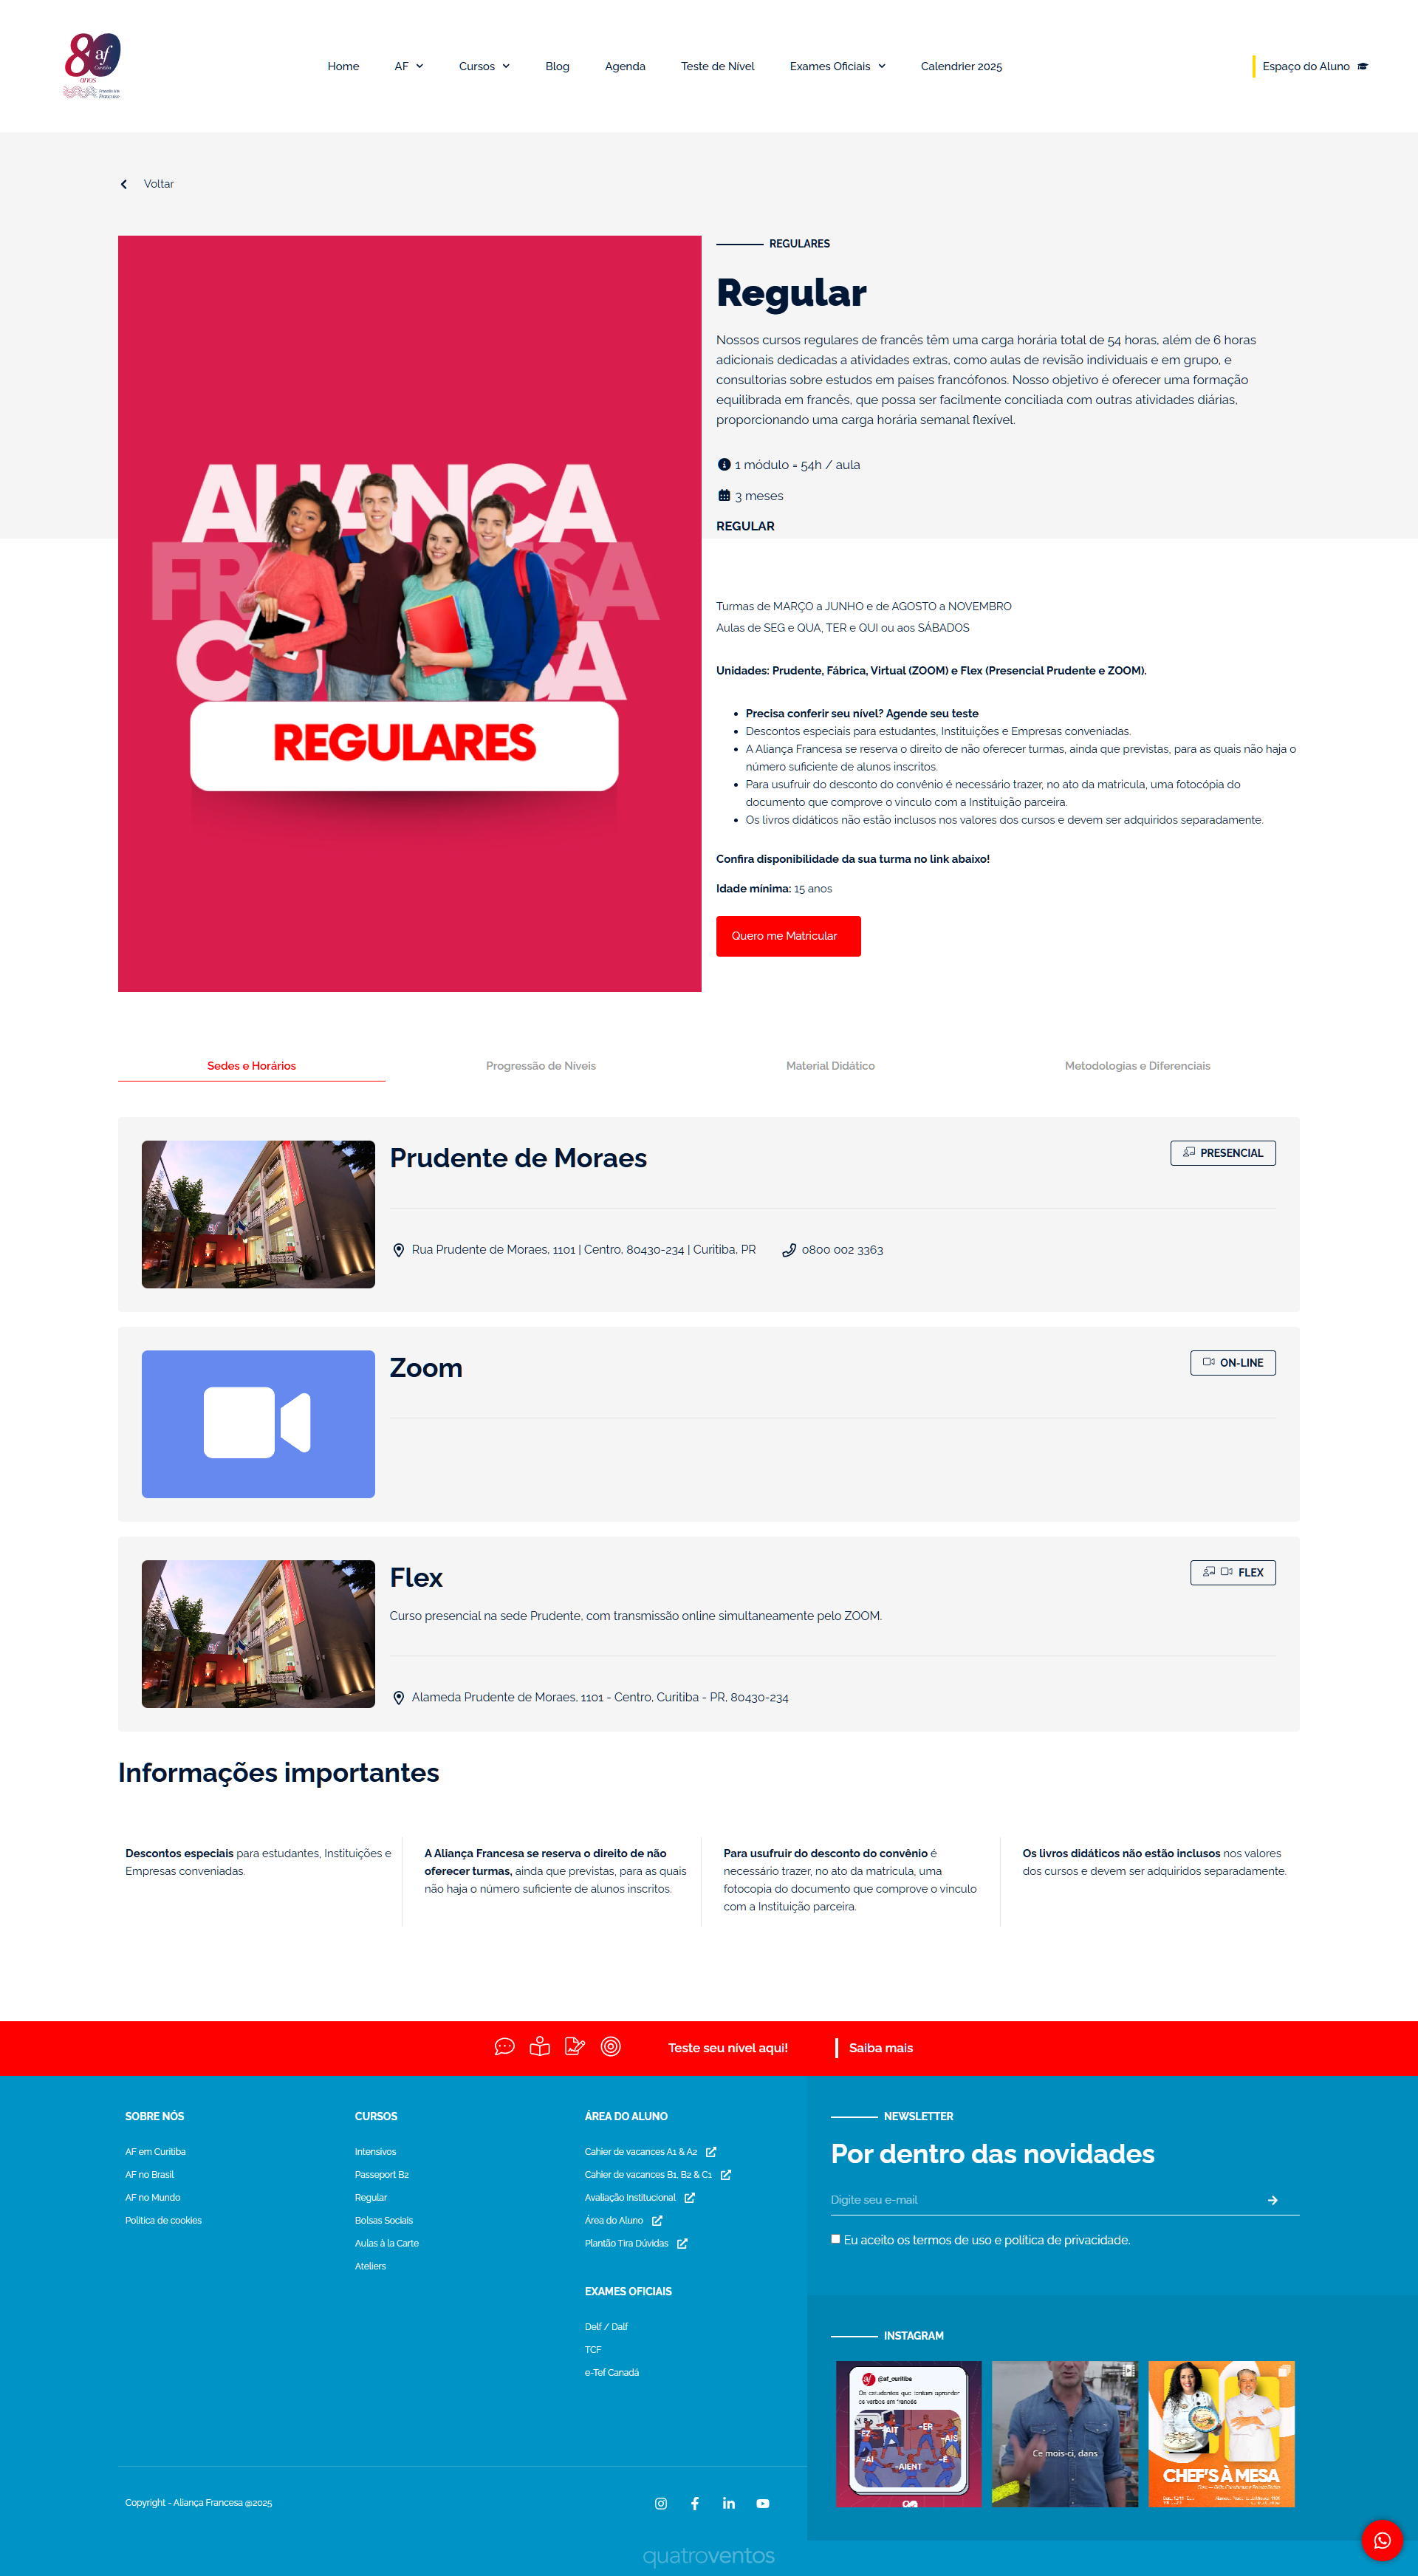 80 af
Curitiba
anos
Francesa
Home
AF
Cursos
Blog
Agenda
Teste de Nível
Exames Oficiais
Calendrier 2025
Espaço do Aluno
Voltar
ALIANÇA
REGULARES
REGULARES
Regular
Nossos cursos regulares de francês têm uma carga horária total de 54 horas, além de 6 horas
adicionais dedicadas a atividades extras, como aulas de revisão individuais e em grupo, e
consultorias sobre estudos em países francófonos. Nosso objetivo é oferecer uma formação
equilibrada em francês, que possa ser facilmente conciliada com outras atividades diárias,
proporcionando uma carga horária semanal flexível.
1 módulo = 54h / aula
3 meses
REGULAR
Turmas de MARÇO a JUNHO e de AGOSTO a NOVEMBRO
Aulas de SEG e QUA, TER e QUI ou aos SÁBADOS
Unidades: Prudente, Fábrica, Virtual (ZOOM) e Flex (Presencial Prudente e ZOOM).
Precisa conferir seu nível? Agende seu teste
Descontos especiais para estudantes, Instituições e Empresas conveniadas.
A Aliança Francesa se reserva o direito de não oferecer turmas, ainda que previstas, para as quais não haja o
número suficiente de alunos inscritos.
Para usufruir do desconto do convênio é necessário trazer, no ato da matricula, uma fotocópia do
documento que comprove o vinculo com a Instituição parceira.
Os livros didáticos não estão inclusos nos valores dos cursos e devem ser adquiridos separadamente.
Confira disponibilidade da sua turma no link abaixo!
Idade mínima: 15 anos
Quero me Matricular
Sedes e Horários
Progressão de Níveis
Material Didático
Metodologias e Diferenciais
Prudente de Moraes
PRESENCIAL
Rua Prudente de Moraes, 1101 | Centro, 80430-234 | Curitiba, PR
0800 002 3363
Zoom
ON-LINE
Flex
FLEX
Curso presencial na sede Prudente, com transmissão online simultaneamente pelo ZOOM.
Alameda Prudente de Moraes, 1101 - Centro, Curitiba - PR, 80430-234
Informações importantes
Descontos especiais para estudantes, Instituições e
Empresas conveniadas.
A Aliança Francesa se reserva o direito de não
oferecer turmas, ainda que previstas, para as quais
não haja o número suficiente de alunos inscritos.
Para usufruir do desconto do convênio é
necessário trazer, no ato da matricula, uma
fotocopia do documento que comprove o vinculo
com a Instituição parceira.
Os livros didáticos não estão inclusos nos valores
dos cursos e devem ser adquiridos separadamente.
Teste seu nível aqui!
Saiba mais
SOBRE NÓS
AF em Curitiba
AF no Brasil
AF no Mundo
Politica de cookies
CURSOS
Intensivos
Passeport B2
Regular
Bolsas Sociais
Aulas à la Carte
Ateliers
ÁREA DO ALUNO
Cahier de vacances A1 & A2
Cahier de vacances B1, B2 & C1
Avaliação Institucional
Área do Aluno
Plantão Tira Dúvidas
EXAMES OFICIAIS
Delf / Dalf
TCF
e-Tef Canadá
NEWSLETTER
Por dentro das novidades
Digite seu e-mail
Eu aceito os termos de uso e política de privacidade.
INSTAGRAM
af @af_curitiba
Os estudantes que tentam aprender
os verbos em francês
-EZ
-AIT
-ER
-AIS
-AI
-E
-AIENT
Ce mois-ci, dans
CHEF'S À MESA
Copyright - Aliança Francesa @2025
quatroventos